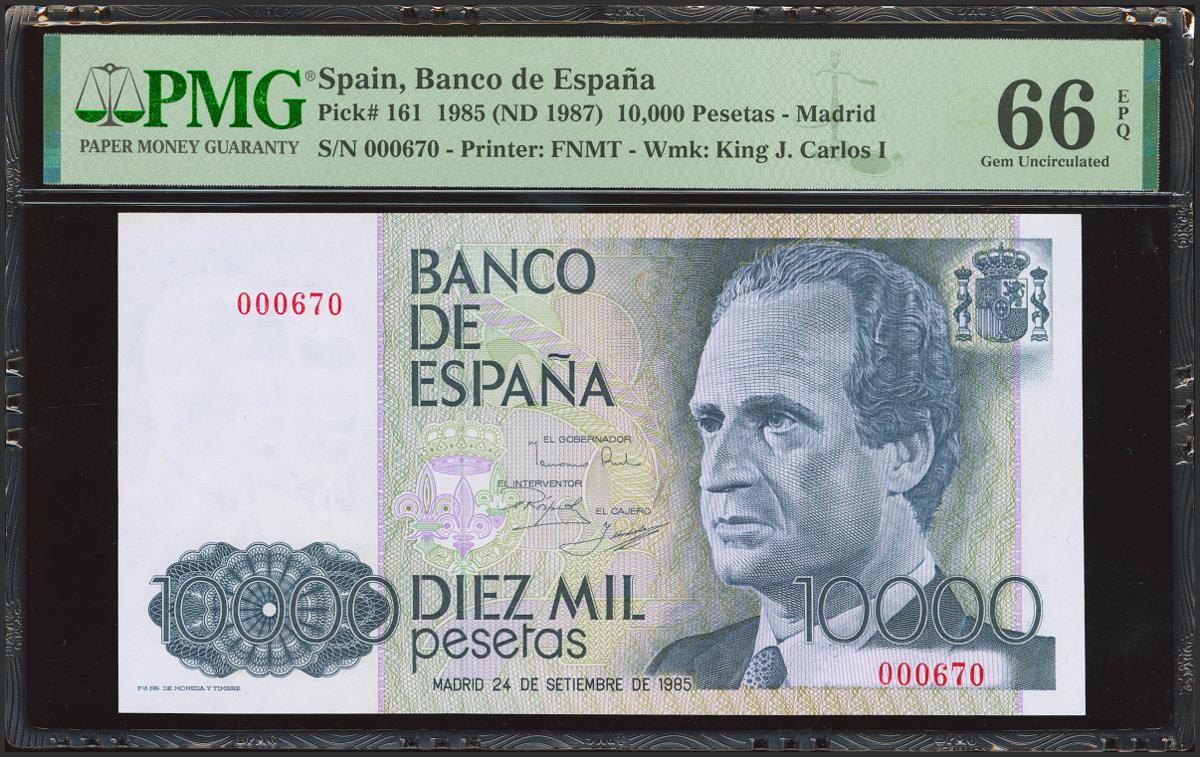 PMG®
PAPER MONEY GUARANTY
Spain, Banco de España
Pick# 161 1985 (ND 1987) 10,000 Pesetas - Madrid
S/N 000670 - Printer: FNMT - Wmk: King J. Carlos I
66 EPQ
Gem Uncirculated
000670
BANCO
DE
ESPAÑA
EL GOBERNADOR
EL INTERVENTOR
EL CAJERO
10000
DIEZ MIL
pesetas
10000
000670
MADRID 24 DE SETIEMBRE DE 1985
DE MONEDA Y TIMBRE